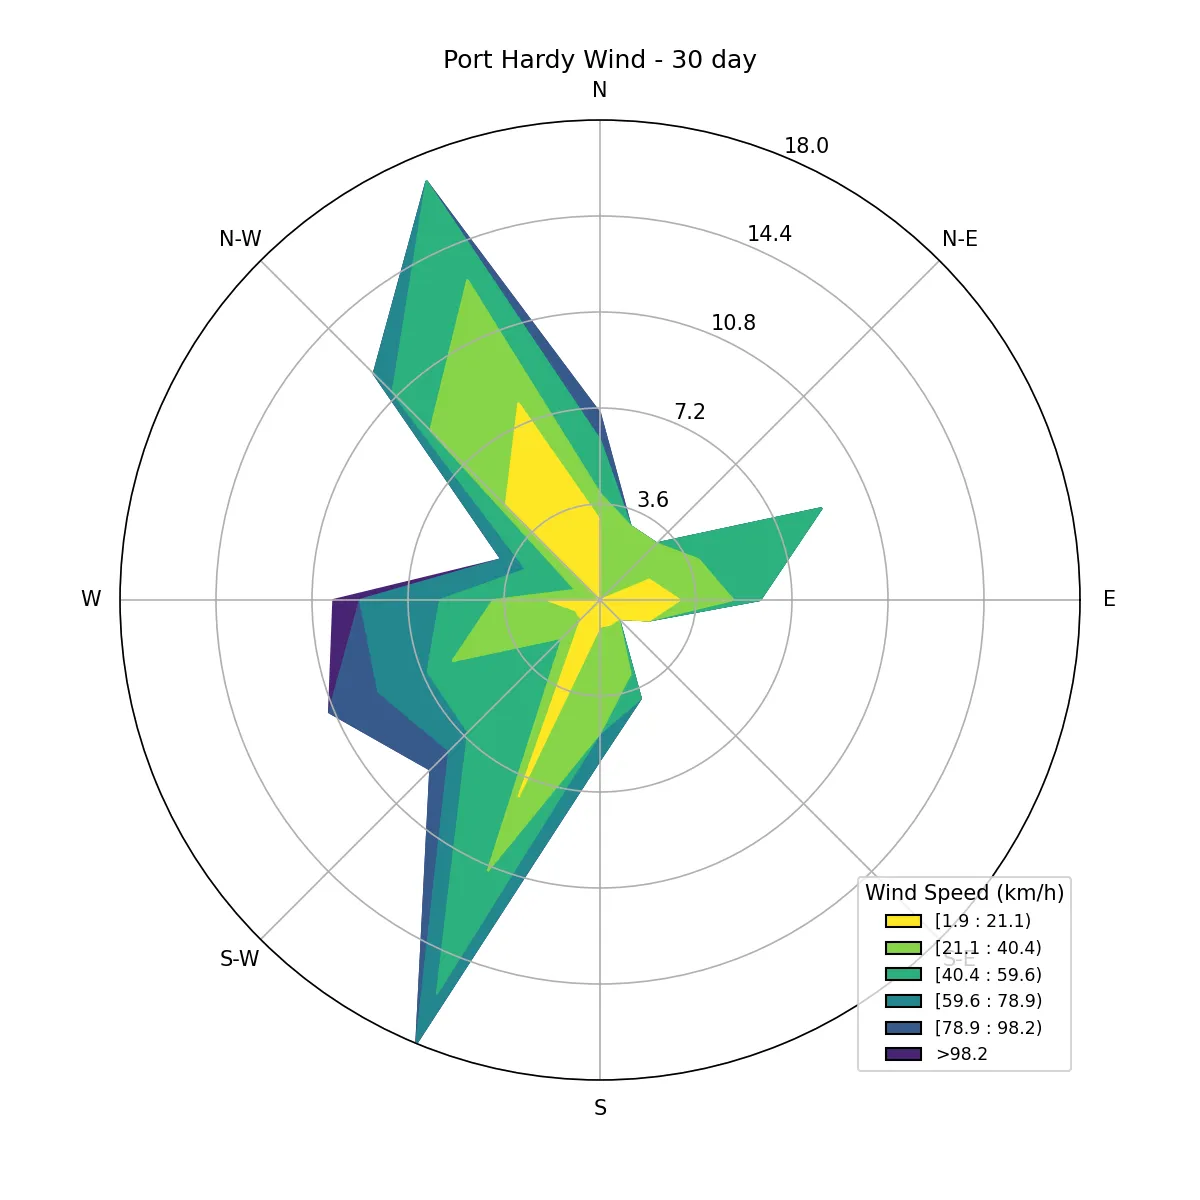 Port Hardy Wind - 30 day
N
18.0
14.4
N-W
N-E
10.8
7.2
3.6
W
E
Wind Speed (km/h)
[1.9 : 21.1)
[21.1 : 40.4)
S-W
S-E
[40.4 : 59.6)
[59.6 : 78.9)
[78.9 : 98.2)
>98.2
S